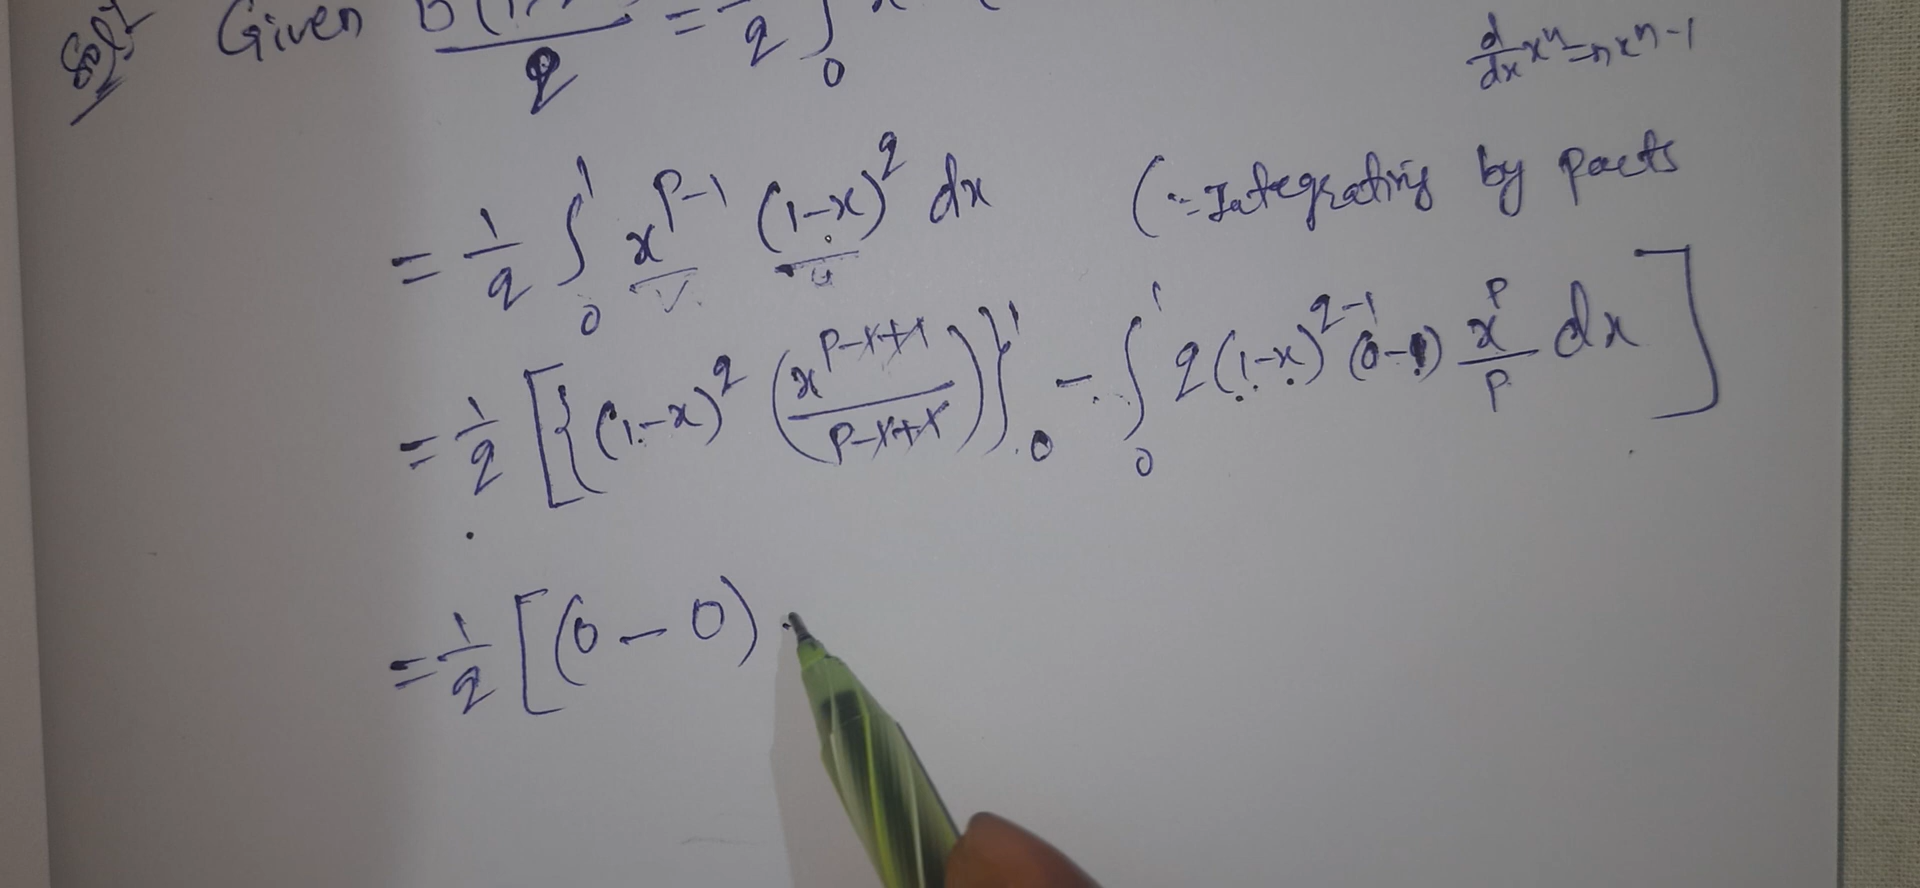 Sol: Given
d/dx xⁿ = n xⁿ⁻¹
= 1/q ∫₀¹ x^(p-1) (1-x)^q dx (∵ Integrating by parts
v u
= 1/q [ { (1-x)^q ( x^(p-1+1) / p-1+1 ) }₀¹ - ∫₀¹ q(1-x)^(q-1) (0-1) x^p/p dx ]
= 1/q [ (0 - 0)